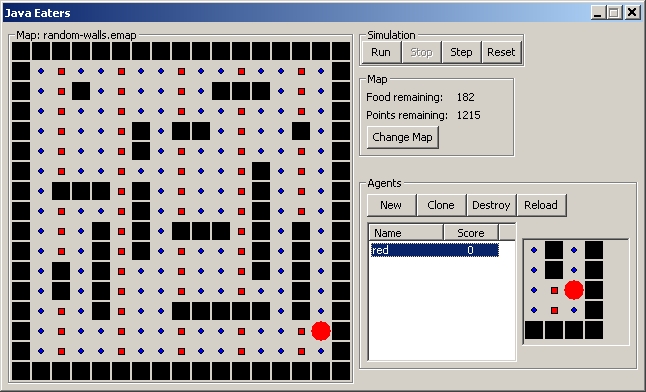 Java Eaters
Map: random-walls.emap
Simulation
Run Stop Step Reset
Map
Food remaining: 182
Points remaining: 1215
Change Map
Agents
New Clone Destroy Reload
Name Score
red 0